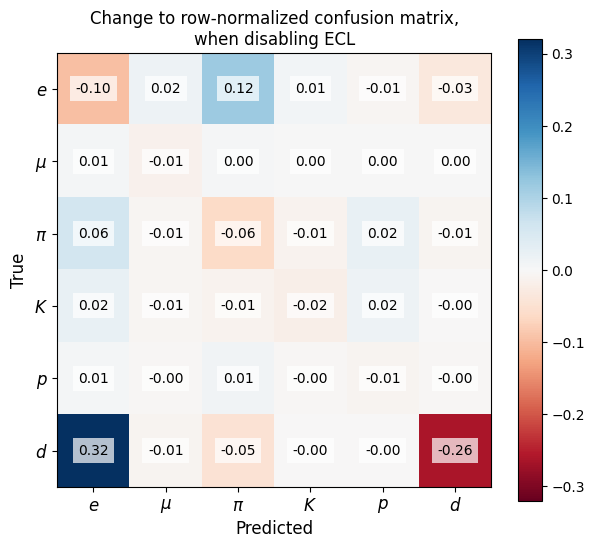 Change to row-normalized confusion matrix,
when disabling ECL
e -0.10 0.02 0.12 0.01 -0.01 -0.03
μ 0.01 -0.01 0.00 0.00 0.00 0.00
π 0.06 -0.01 -0.06 -0.01 0.02 -0.01
K 0.02 -0.01 -0.01 -0.02 0.02 -0.00
p 0.01 -0.00 0.01 -0.00 -0.01 -0.00
d 0.32 -0.01 -0.05 -0.00 -0.00 -0.26
e μ π K p d
Predicted
True
0.3
0.2
0.1
0.0
−0.1
−0.2
−0.3